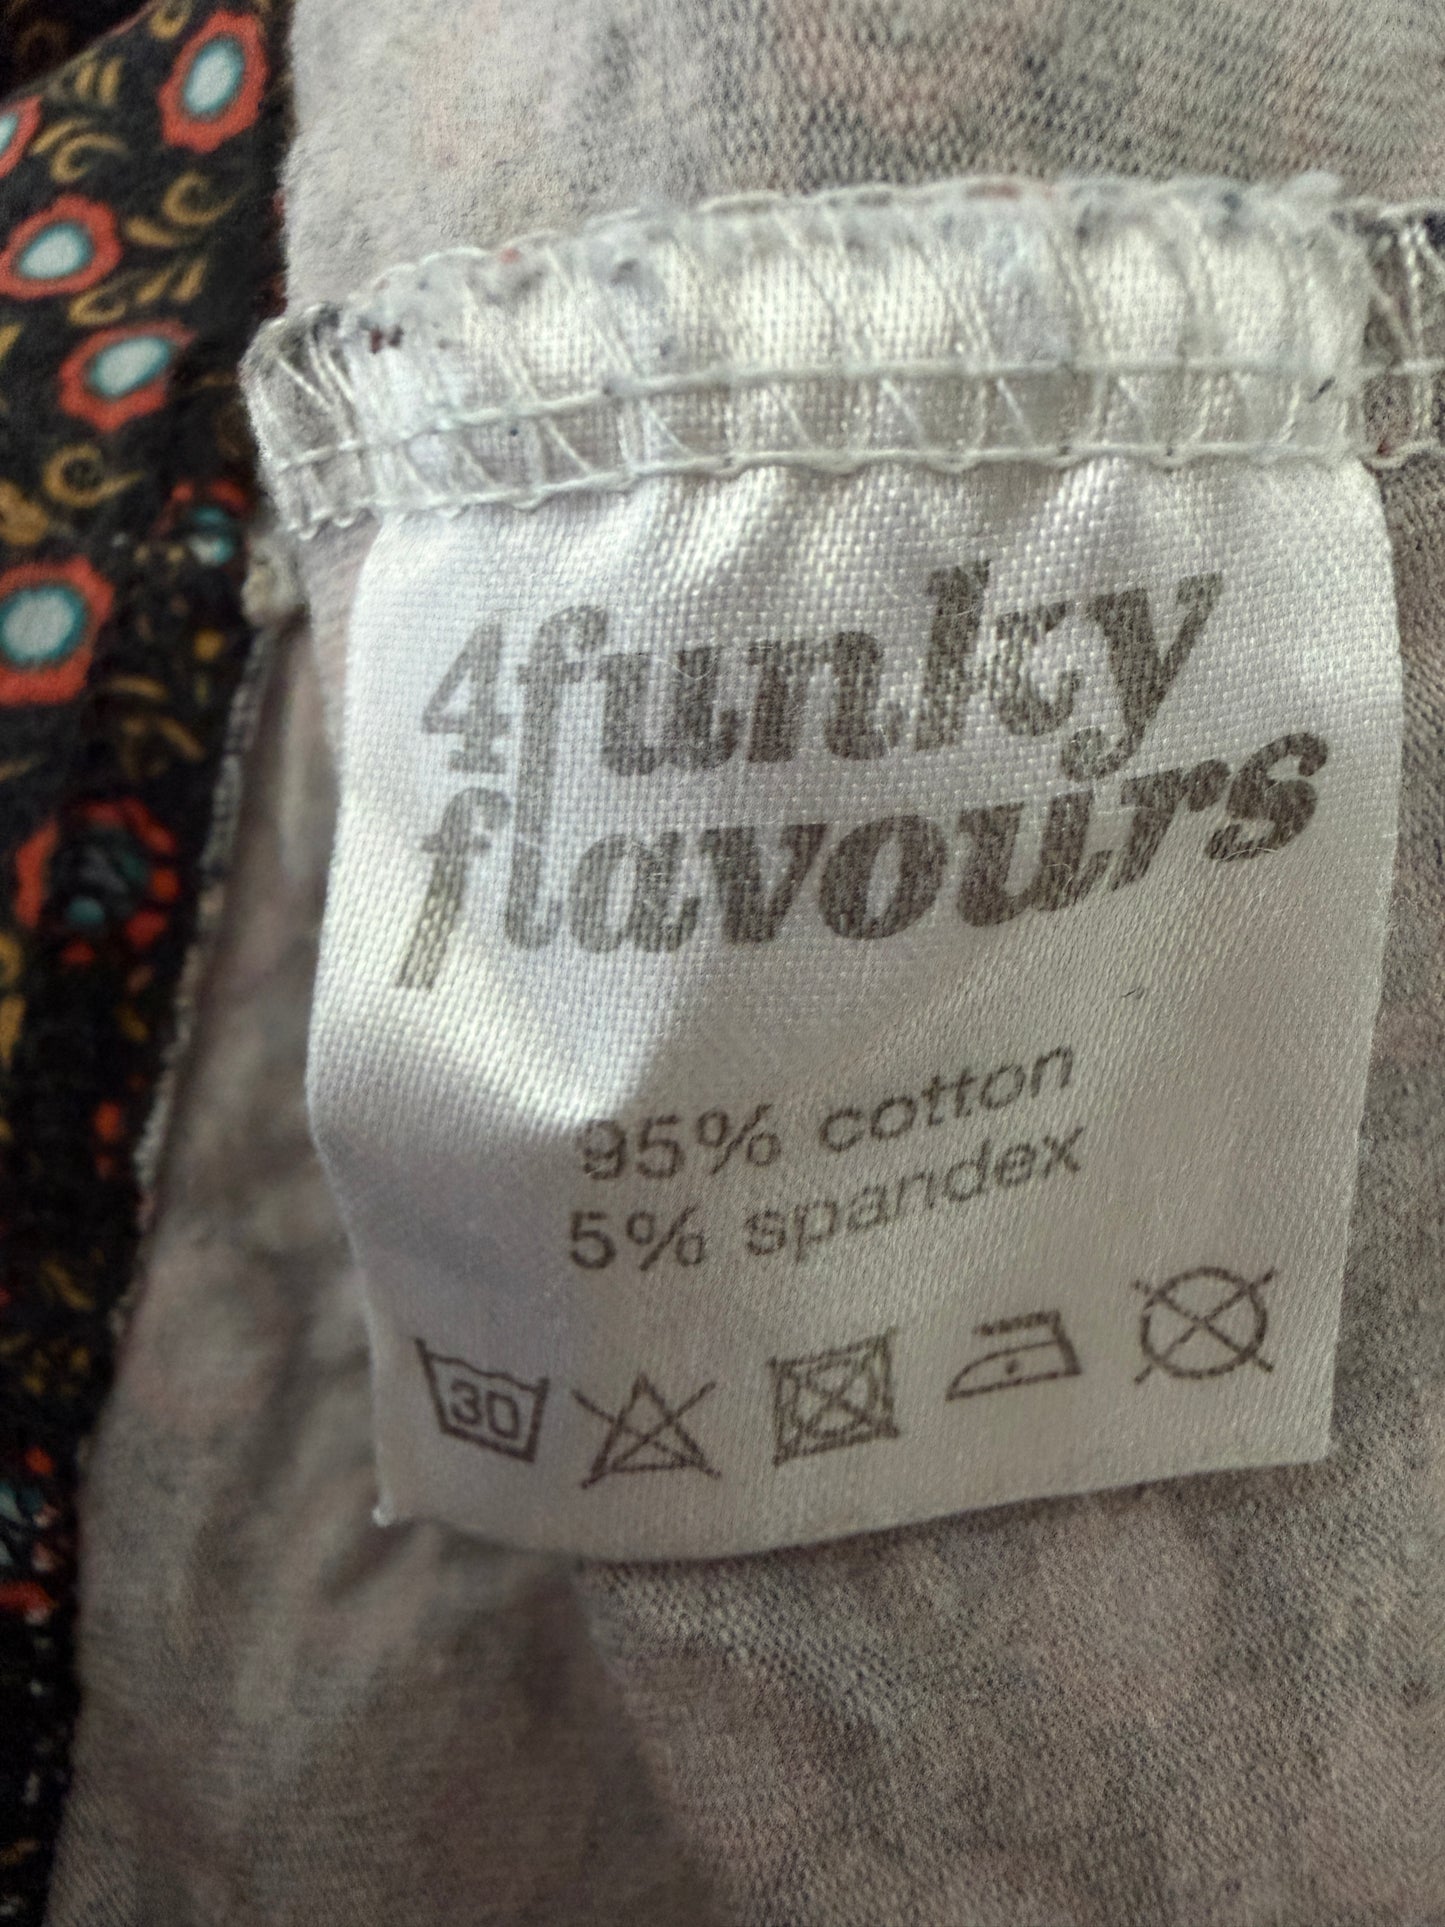 4funky
flavours
95% cotton
5% spandex
30